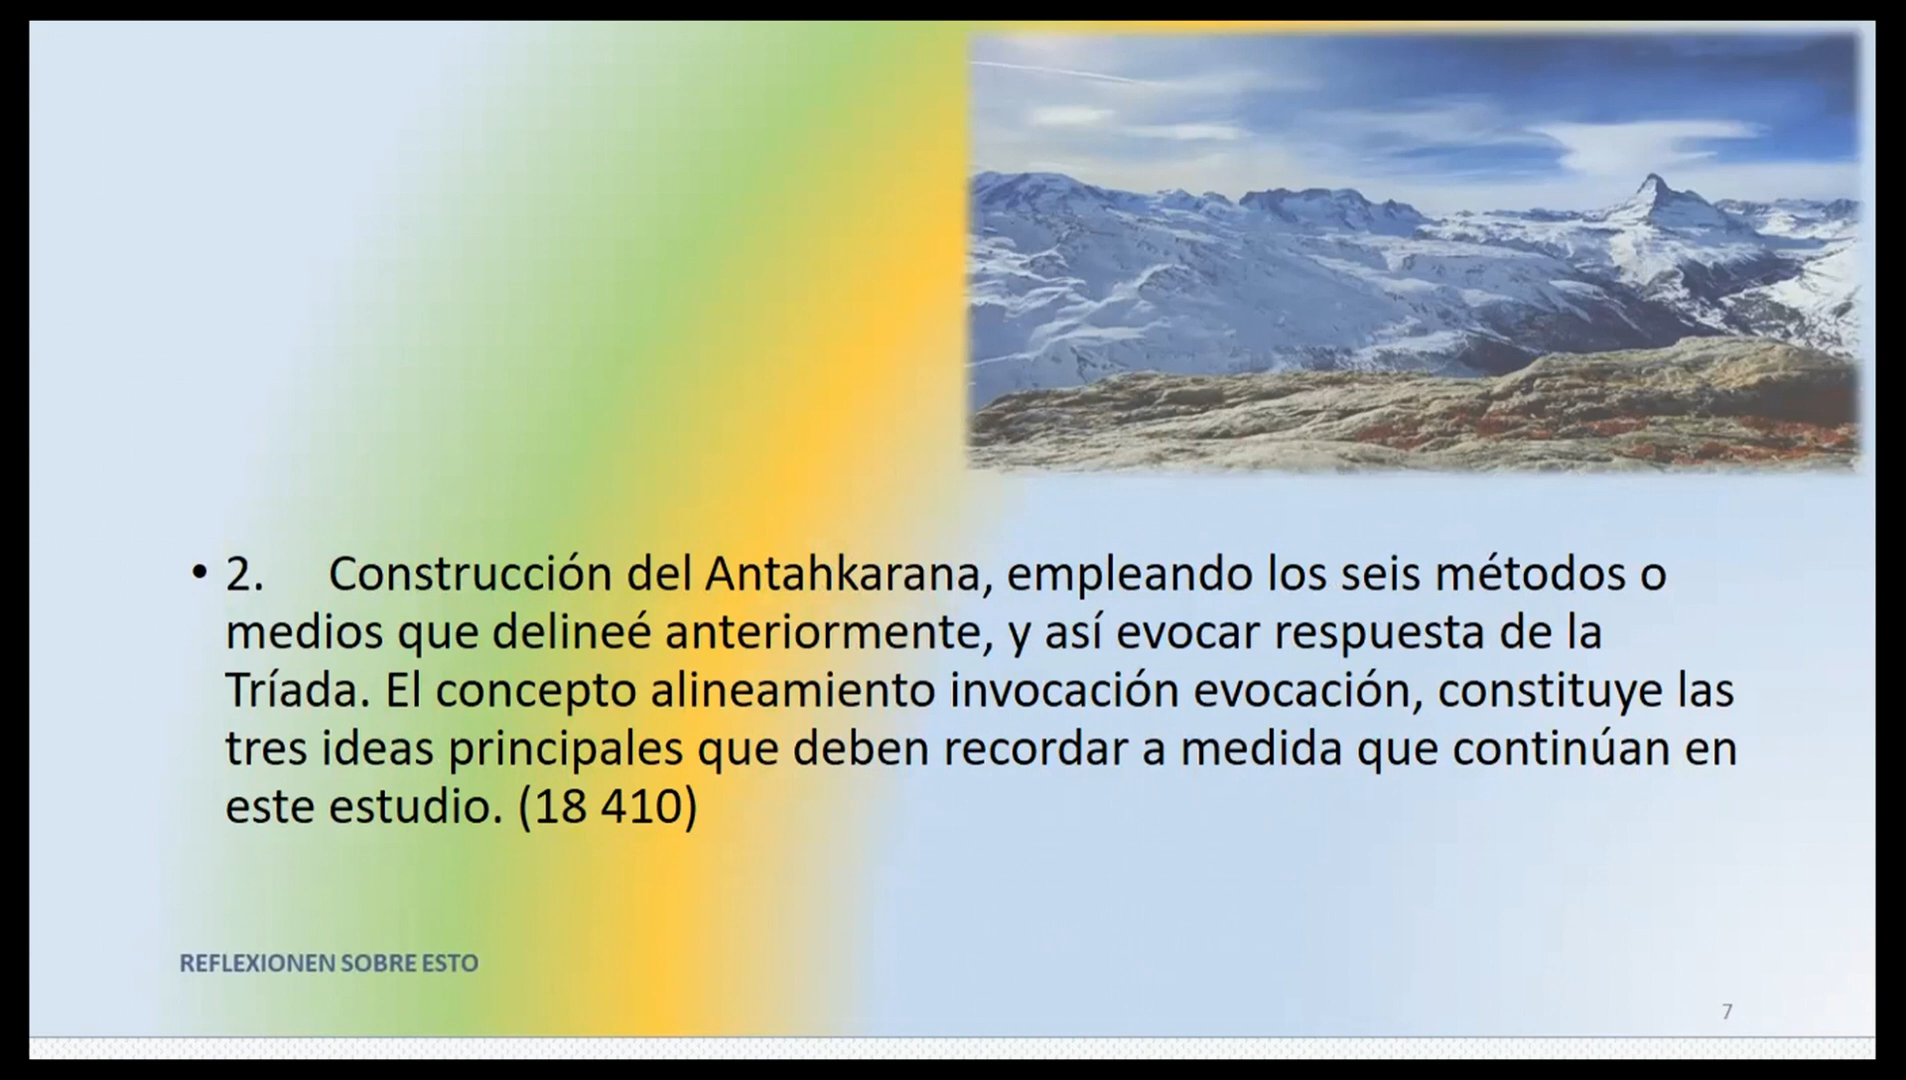 • 2. Construcción del Antahkarana, empleando los seis métodos o
medios que delineé anteriormente, y así evocar respuesta de la
Tríada. El concepto alineamiento invocación evocación, constituye las
tres ideas principales que deben recordar a medida que continúan en
este estudio. (18 410)
REFLEXIONEN SOBRE ESTO
7